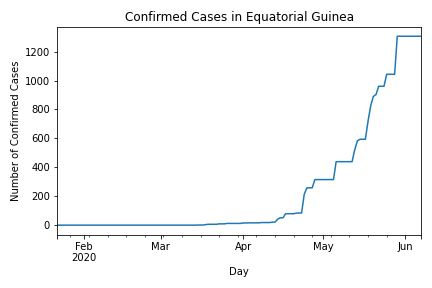 Confirmed Cases in Equatorial Guinea
Number of Confirmed Cases
1200
1000
800
600
400
200
0
Feb Mar Apr May Jun
2020
Day